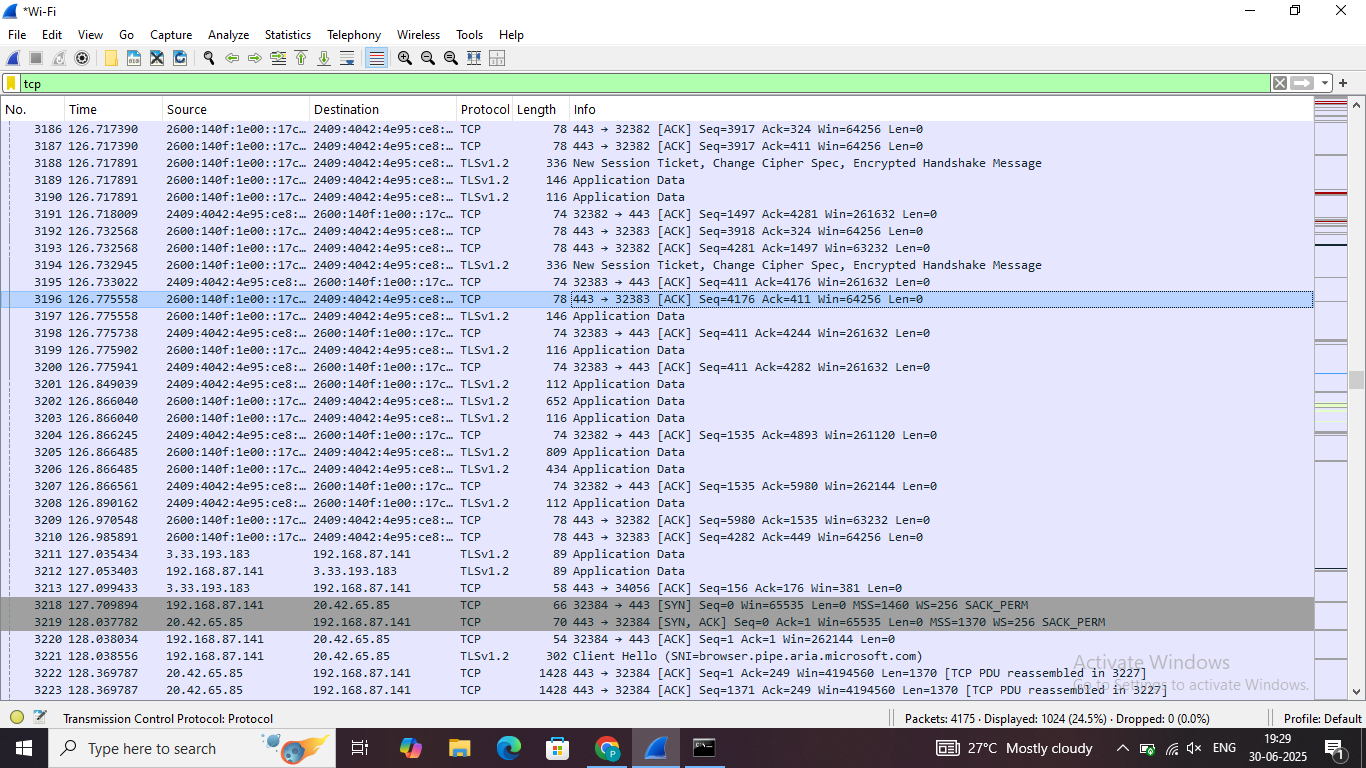 *Wi-Fi
File Edit View Go Capture Analyze Statistics Telephony Wireless Tools Help
tcp
No. Time Source Destination Protocol Length Info
3186 126.717390 2600:140f:1e00::17c… 2409:4042:4e95:ce8:… TCP 78 443 → 32382 [ACK] Seq=3917 Ack=324 Win=64256 Len=0
3187 126.717390 2600:140f:1e00::17c… 2409:4042:4e95:ce8:… TCP 78 443 → 32382 [ACK] Seq=3917 Ack=411 Win=64256 Len=0
3188 126.717891 2600:140f:1e00::17c… 2409:4042:4e95:ce8:… TLSv1.2 336 New Session Ticket, Change Cipher Spec, Encrypted Handshake Message
3189 126.717891 2600:140f:1e00::17c… 2409:4042:4e95:ce8:… TLSv1.2 146 Application Data
3190 126.717891 2600:140f:1e00::17c… 2409:4042:4e95:ce8:… TLSv1.2 116 Application Data
3191 126.718009 2409:4042:4e95:ce8:… 2600:140f:1e00::17c… TCP 74 32382 → 443 [ACK] Seq=1497 Ack=4281 Win=261632 Len=0
3192 126.732568 2600:140f:1e00::17c… 2409:4042:4e95:ce8:… TCP 78 443 → 32383 [ACK] Seq=3918 Ack=324 Win=64256 Len=0
3193 126.732568 2600:140f:1e00::17c… 2409:4042:4e95:ce8:… TCP 78 443 → 32382 [ACK] Seq=4281 Ack=1497 Win=63232 Len=0
3194 126.732945 2600:140f:1e00::17c… 2409:4042:4e95:ce8:… TLSv1.2 336 New Session Ticket, Change Cipher Spec, Encrypted Handshake Message
3195 126.733022 2409:4042:4e95:ce8:… 2600:140f:1e00::17c… TCP 74 32383 → 443 [ACK] Seq=411 Ack=4176 Win=261632 Len=0
3196 126.775558 2600:140f:1e00::17c… 2409:4042:4e95:ce8:… TCP 78 443 → 32383 [ACK] Seq=4176 Ack=411 Win=64256 Len=0
3197 126.775558 2600:140f:1e00::17c… 2409:4042:4e95:ce8:… TLSv1.2 146 Application Data
3198 126.775738 2409:4042:4e95:ce8:… 2600:140f:1e00::17c… TCP 74 32383 → 443 [ACK] Seq=411 Ack=4244 Win=261632 Len=0
3199 126.775902 2600:140f:1e00::17c… 2409:4042:4e95:ce8:… TLSv1.2 116 Application Data
3200 126.775941 2409:4042:4e95:ce8:… 2600:140f:1e00::17c… TCP 74 32383 → 443 [ACK] Seq=411 Ack=4282 Win=261632 Len=0
3201 126.849039 2409:4042:4e95:ce8:… 2600:140f:1e00::17c… TLSv1.2 112 Application Data
3202 126.866040 2600:140f:1e00::17c… 2409:4042:4e95:ce8:… TLSv1.2 652 Application Data
3203 126.866040 2600:140f:1e00::17c… 2409:4042:4e95:ce8:… TLSv1.2 116 Application Data
3204 126.866245 2409:4042:4e95:ce8:… 2600:140f:1e00::17c… TCP 74 32382 → 443 [ACK] Seq=1535 Ack=4893 Win=261120 Len=0
3205 126.866485 2600:140f:1e00::17c… 2409:4042:4e95:ce8:… TLSv1.2 809 Application Data
3206 126.866485 2600:140f:1e00::17c… 2409:4042:4e95:ce8:… TLSv1.2 434 Application Data
3207 126.866561 2409:4042:4e95:ce8:… 2600:140f:1e00::17c… TCP 74 32382 → 443 [ACK] Seq=1535 Ack=5980 Win=262144 Len=0
3208 126.890162 2409:4042:4e95:ce8:… 2600:140f:1e00::17c… TLSv1.2 112 Application Data
3209 126.970548 2600:140f:1e00::17c… 2409:4042:4e95:ce8:… TCP 78 443 → 32382 [ACK] Seq=5980 Ack=1535 Win=63232 Len=0
3210 126.985891 2600:140f:1e00::17c… 2409:4042:4e95:ce8:… TCP 78 443 → 32383 [ACK] Seq=4282 Ack=449 Win=64256 Len=0
3211 127.035434 3.33.193.183 192.168.87.141 TLSv1.2 89 Application Data
3212 127.053403 192.168.87.141 3.33.193.183 TLSv1.2 89 Application Data
3213 127.099433 3.33.193.183 192.168.87.141 TCP 58 443 → 34056 [ACK] Seq=156 Ack=176 Win=381 Len=0
3218 127.709894 192.168.87.141 20.42.65.85 TCP 66 32384 → 443 [SYN] Seq=0 Win=65535 Len=0 MSS=1460 WS=256 SACK_PERM
3219 128.037782 20.42.65.85 192.168.87.141 TCP 70 443 → 32384 [SYN, ACK] Seq=0 Ack=1 Win=65535 Len=0 MSS=1370 WS=256 SACK_PERM
3220 128.038034 192.168.87.141 20.42.65.85 TCP 54 32384 → 443 [ACK] Seq=1 Ack=1 Win=262144 Len=0
3221 128.038556 192.168.87.141 20.42.65.85 TLSv1.2 302 Client Hello (SNI=browser.pipe.aria.microsoft.com)
3222 128.369787 20.42.65.85 192.168.87.141 TCP 1428 443 → 32384 [ACK] Seq=1 Ack=249 Win=4194560 Len=1370 [TCP PDU reassembled in 3227]
3223 128.369787 20.42.65.85 192.168.87.141 TCP 1428 443 → 32384 [ACK] Seq=1371 Ack=249 Win=4194560 Len=1370 [TCP PDU reassembled in 3227]
Activate Windows
Go to Settings to activate Windows.
Transmission Control Protocol: Protocol Packets: 4175 · Displayed: 1024 (24.5%) · Dropped: 0 (0.0%) Profile: Default
Type here to search 27°C Mostly cloudy ENG 19:29
30-06-2025
1